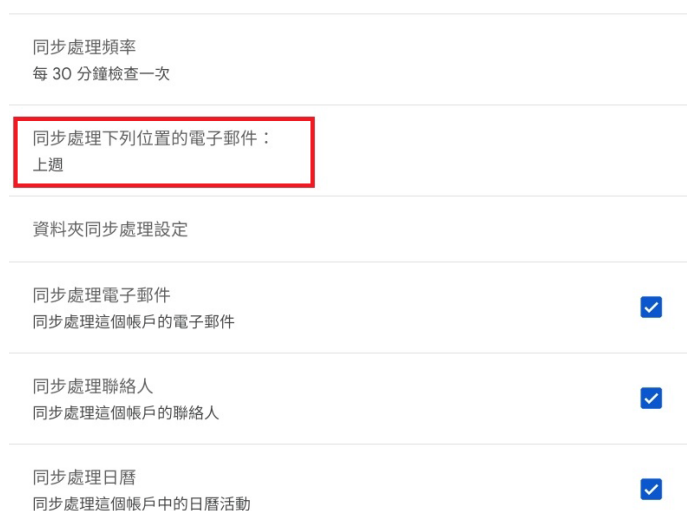 同步處理頻率
每 30 分鐘檢查一次
同步處理下列位置的電子郵件：
上週
資料夾同步處理設定
同步處理電子郵件
同步處理這個帳戶的電子郵件
同步處理聯絡人
同步處理這個帳戶的聯絡人
同步處理日曆
同步處理這個帳戶中的日曆活動